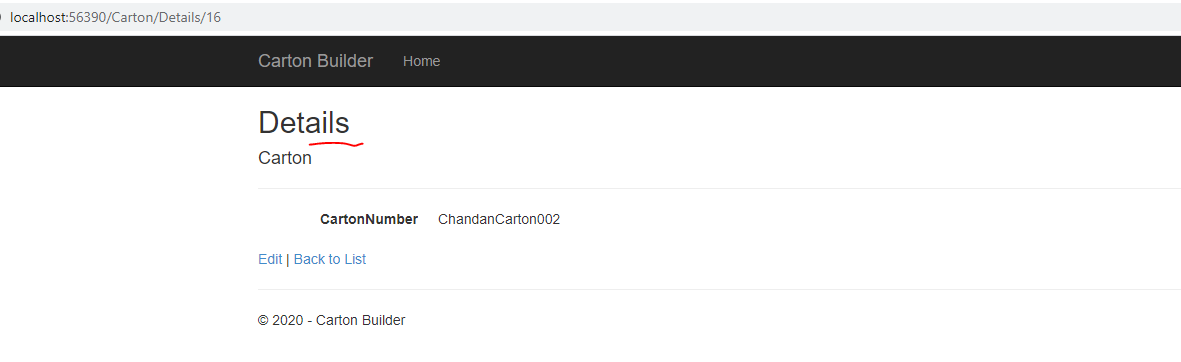 localhost:56390/Carton/Details/16
Carton Builder Home
Details
Carton
CartonNumber ChandanCarton002
Edit | Back to List
© 2020 - Carton Builder